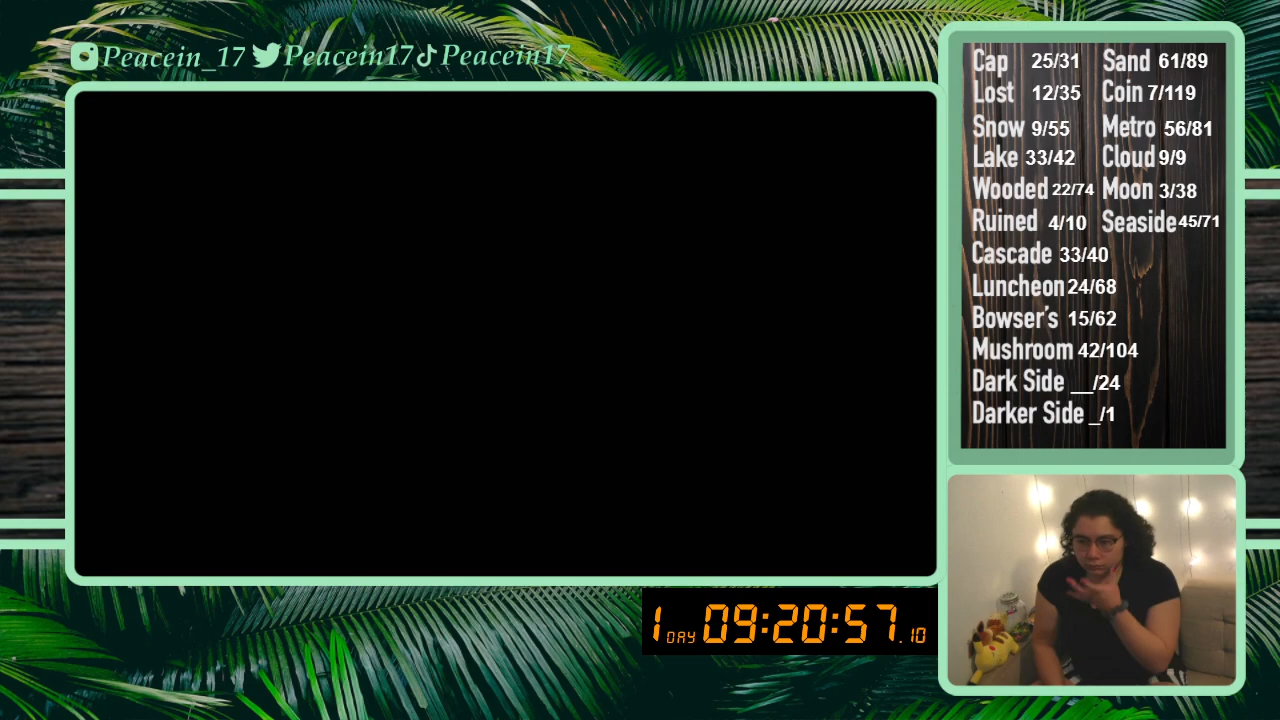 Peacein_17 Peacein17 Peacein17
Cap 25/31 Sand 61/89
Lost 12/35 Coin 7/119
Snow 9/55 Metro 56/81
Lake 33/42 Cloud 9/9
Wooded 22/74 Moon 3/38
Ruined 4/10 Seaside 45/71
Cascade 33/40
Luncheon 24/68
Bowser's 15/62
Mushroom 42/104
Dark Side __/24
Darker Side _/1
1 DAY 09:20:57.10